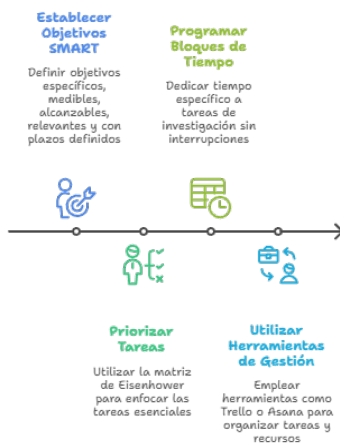 Establecer
Objetivos
SMART
Definir objetivos
específicos,
medibles,
alcanzables,
relevantes y con
plazos definidos
Programar
Bloques de
Tiempo
Dedicar tiempo
específico a
tareas de
investigación sin
interrupciones
Priorizar
Tareas
Utilizar la matriz
de Eisenhower
para enfocar las
tareas esenciales
Utilizar
Herramientas
de Gestión
Emplear
herramientas como
Trello o Asana para
organizar tareas y
recursos